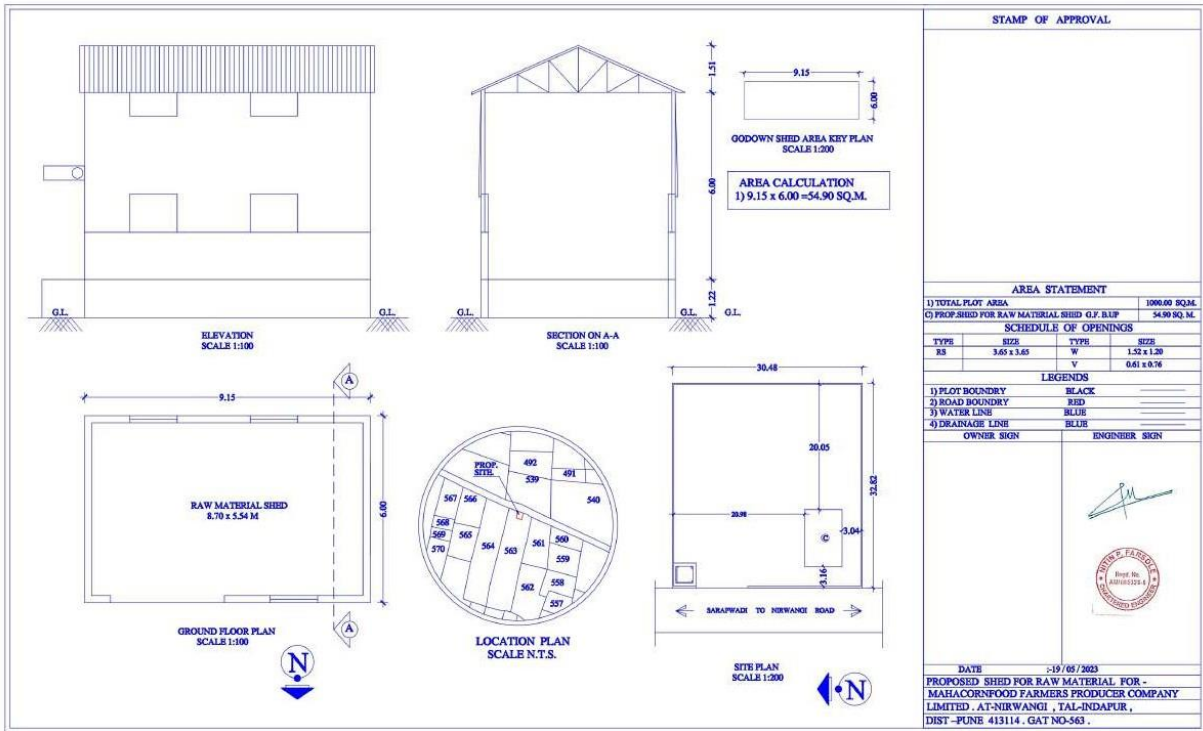 1.51
6.00
1.22
G.L.
G.L.
ELEVATION
SCALE 1:100
G.L.
G.L.
G.L.
SECTION ON A-A
SCALE 1:100
9.15
6.00
GODOWN SHED AREA KEY PLAN
SCALE 1:200
AREA CALCULATION
1) 9.15 x 6.00 =54.90 SQ.M.
A
9.15
RAW MATERIAL SHED
8.70 x 5.54 M
6.00
A
GROUND FLOOR PLAN
SCALE 1:100
N
PROP.
SITE.
492
539
491
540
567
566
568
569
570
565
564
563
561
560
559
558
562
557
LOCATION PLAN
SCALE N.T.S.
30.48
20.05
32.82
20.98
C
3.04
3.16
SARAPWADI TO NIRWANGI ROAD
SITE PLAN
SCALE 1:200
N
STAMP OF APPROVAL
AREA STATEMENT
1) TOTAL PLOT AREA 1000.00 SQ.M.
C) PROP.SHED FOR RAW MATERIAL SHED G.F. B.UP 54.90 SQ. M.
SCHEDULE OF OPENINGS
TYPE SIZE TYPE SIZE
RS 3.65 x 3.65 W 1.52 x 1.20
V 0.61 x 0.76
LEGENDS
1) PLOT BOUNDRY BLACK
2) ROAD BOUNDRY RED
3) WATER LINE BLUE
4) DRAINAGE LINE BLUE
OWNER SIGN ENGINEER SIGN
NITIN P. FARSOLE
Regd. No.
CHARTERED ENGINEER
DATE :-19 / 05 / 2023
PROPOSED SHED FOR RAW MATERIAL FOR -
MAHACORNFOOD FARMERS PRODUCER COMPANY
LIMITED . AT-NIRWANGI , TAL-INDAPUR ,
DIST -PUNE 413114 . GAT NO-563 .